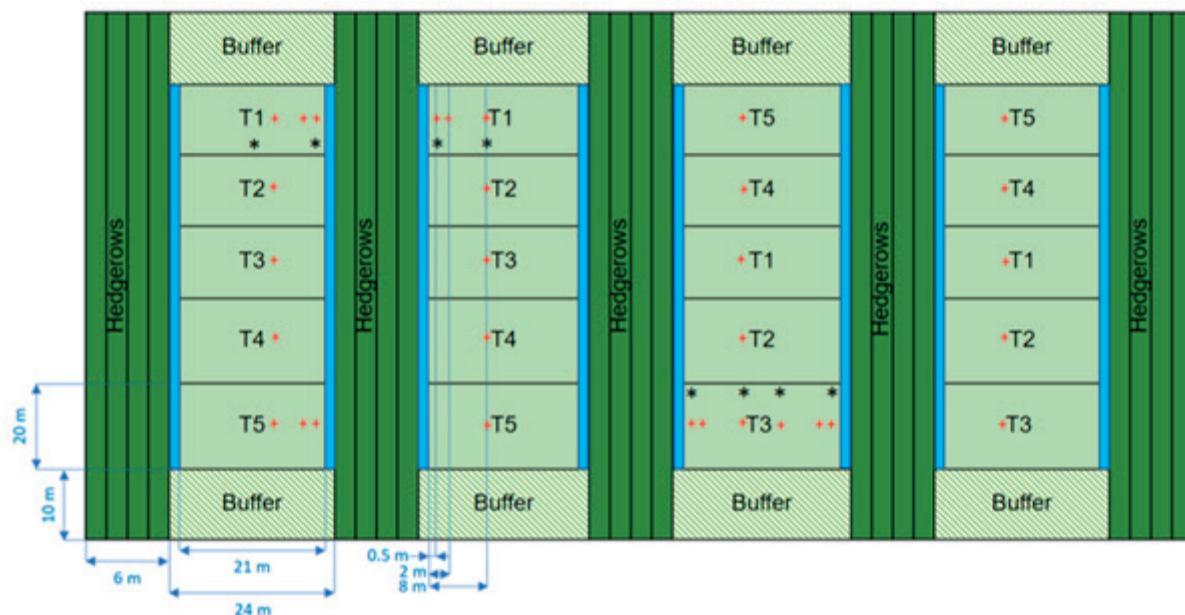 Buffer Buffer Buffer Buffer
T1 T1 T5 T5
* * * *
T2 T2 T4 T4
Hedgerows Hedgerows Hedgerows Hedgerows Hedgerows
T3 T3 T1 T1
T4 T4 T2 T2
* * * *
T5 T5 T3 T3
20 m
Buffer Buffer Buffer Buffer
10 m
0.5 m
6 m 21 m 2 m
8 m
24 m